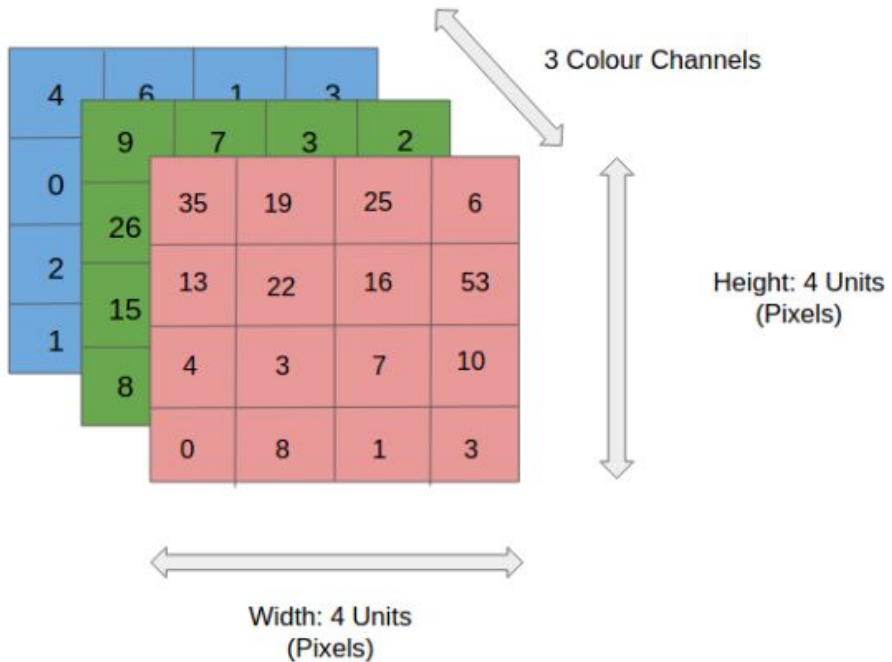 3 Colour Channels
4 6 1 3
9 7 3 2
0
35 19 25 6
26
13 22 16 53
2
Height: 4 Units
(Pixels)
15
1
4 3 7 10
8
0 8 1 3
Width: 4 Units
(Pixels)